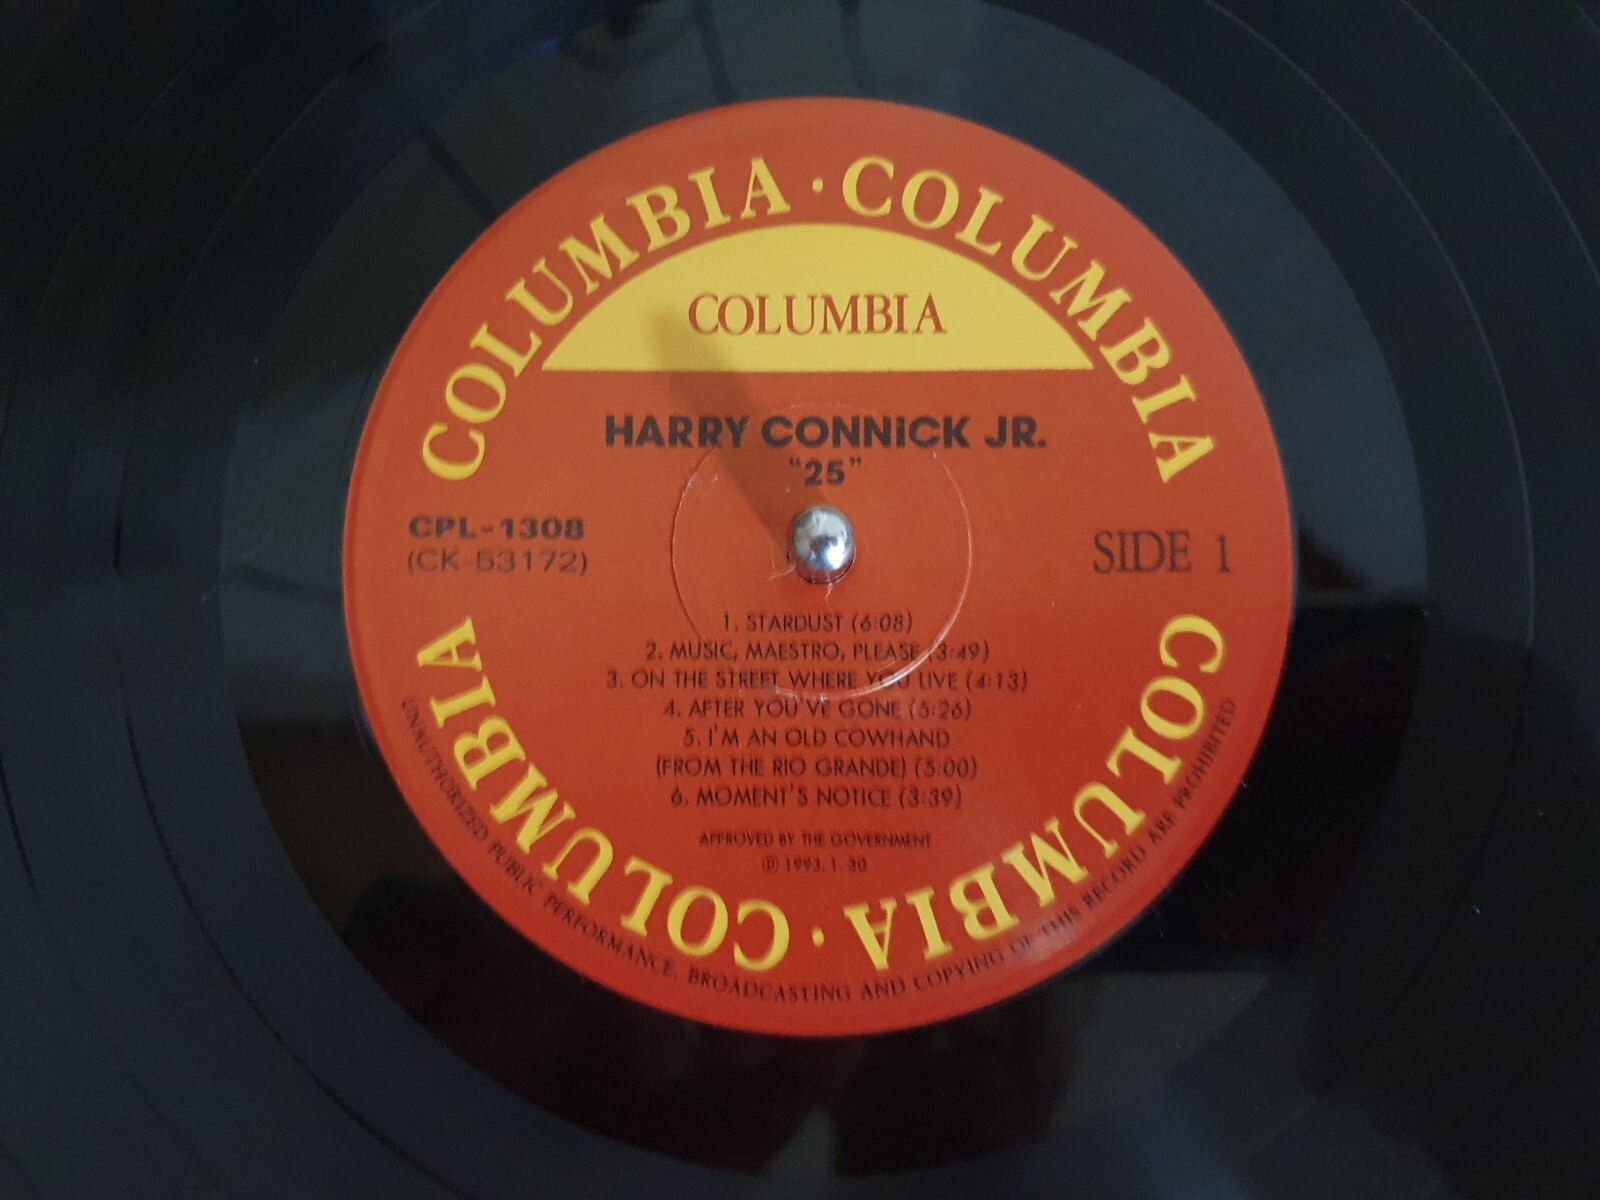 COLUMBIA · COLUMBIA
COLUMBIA
HARRY CONNICK JR.
"25"
CPL-1308
(CK-53172)
SIDE 1
1. STARDUST (6:08)
2. MUSIC, MAESTRO, PLEASE (3:49)
3. ON THE STREET WHERE YOU LIVE (4:13)
4. AFTER YOU'VE GONE (5:26)
5. I'M AN OLD COWHAND
(FROM THE RIO GRANDE) (5:00)
6. MOMENT'S NOTICE (3:39)
APPROVED BY THE GOVERNMENT
℗ 1993. 1. 30
COLUMBIA · COLUMBIA
UNAUTHORIZED PUBLIC PERFORMANCE, BROADCASTING AND COPYING OF THIS RECORD ARE PROHIBITED